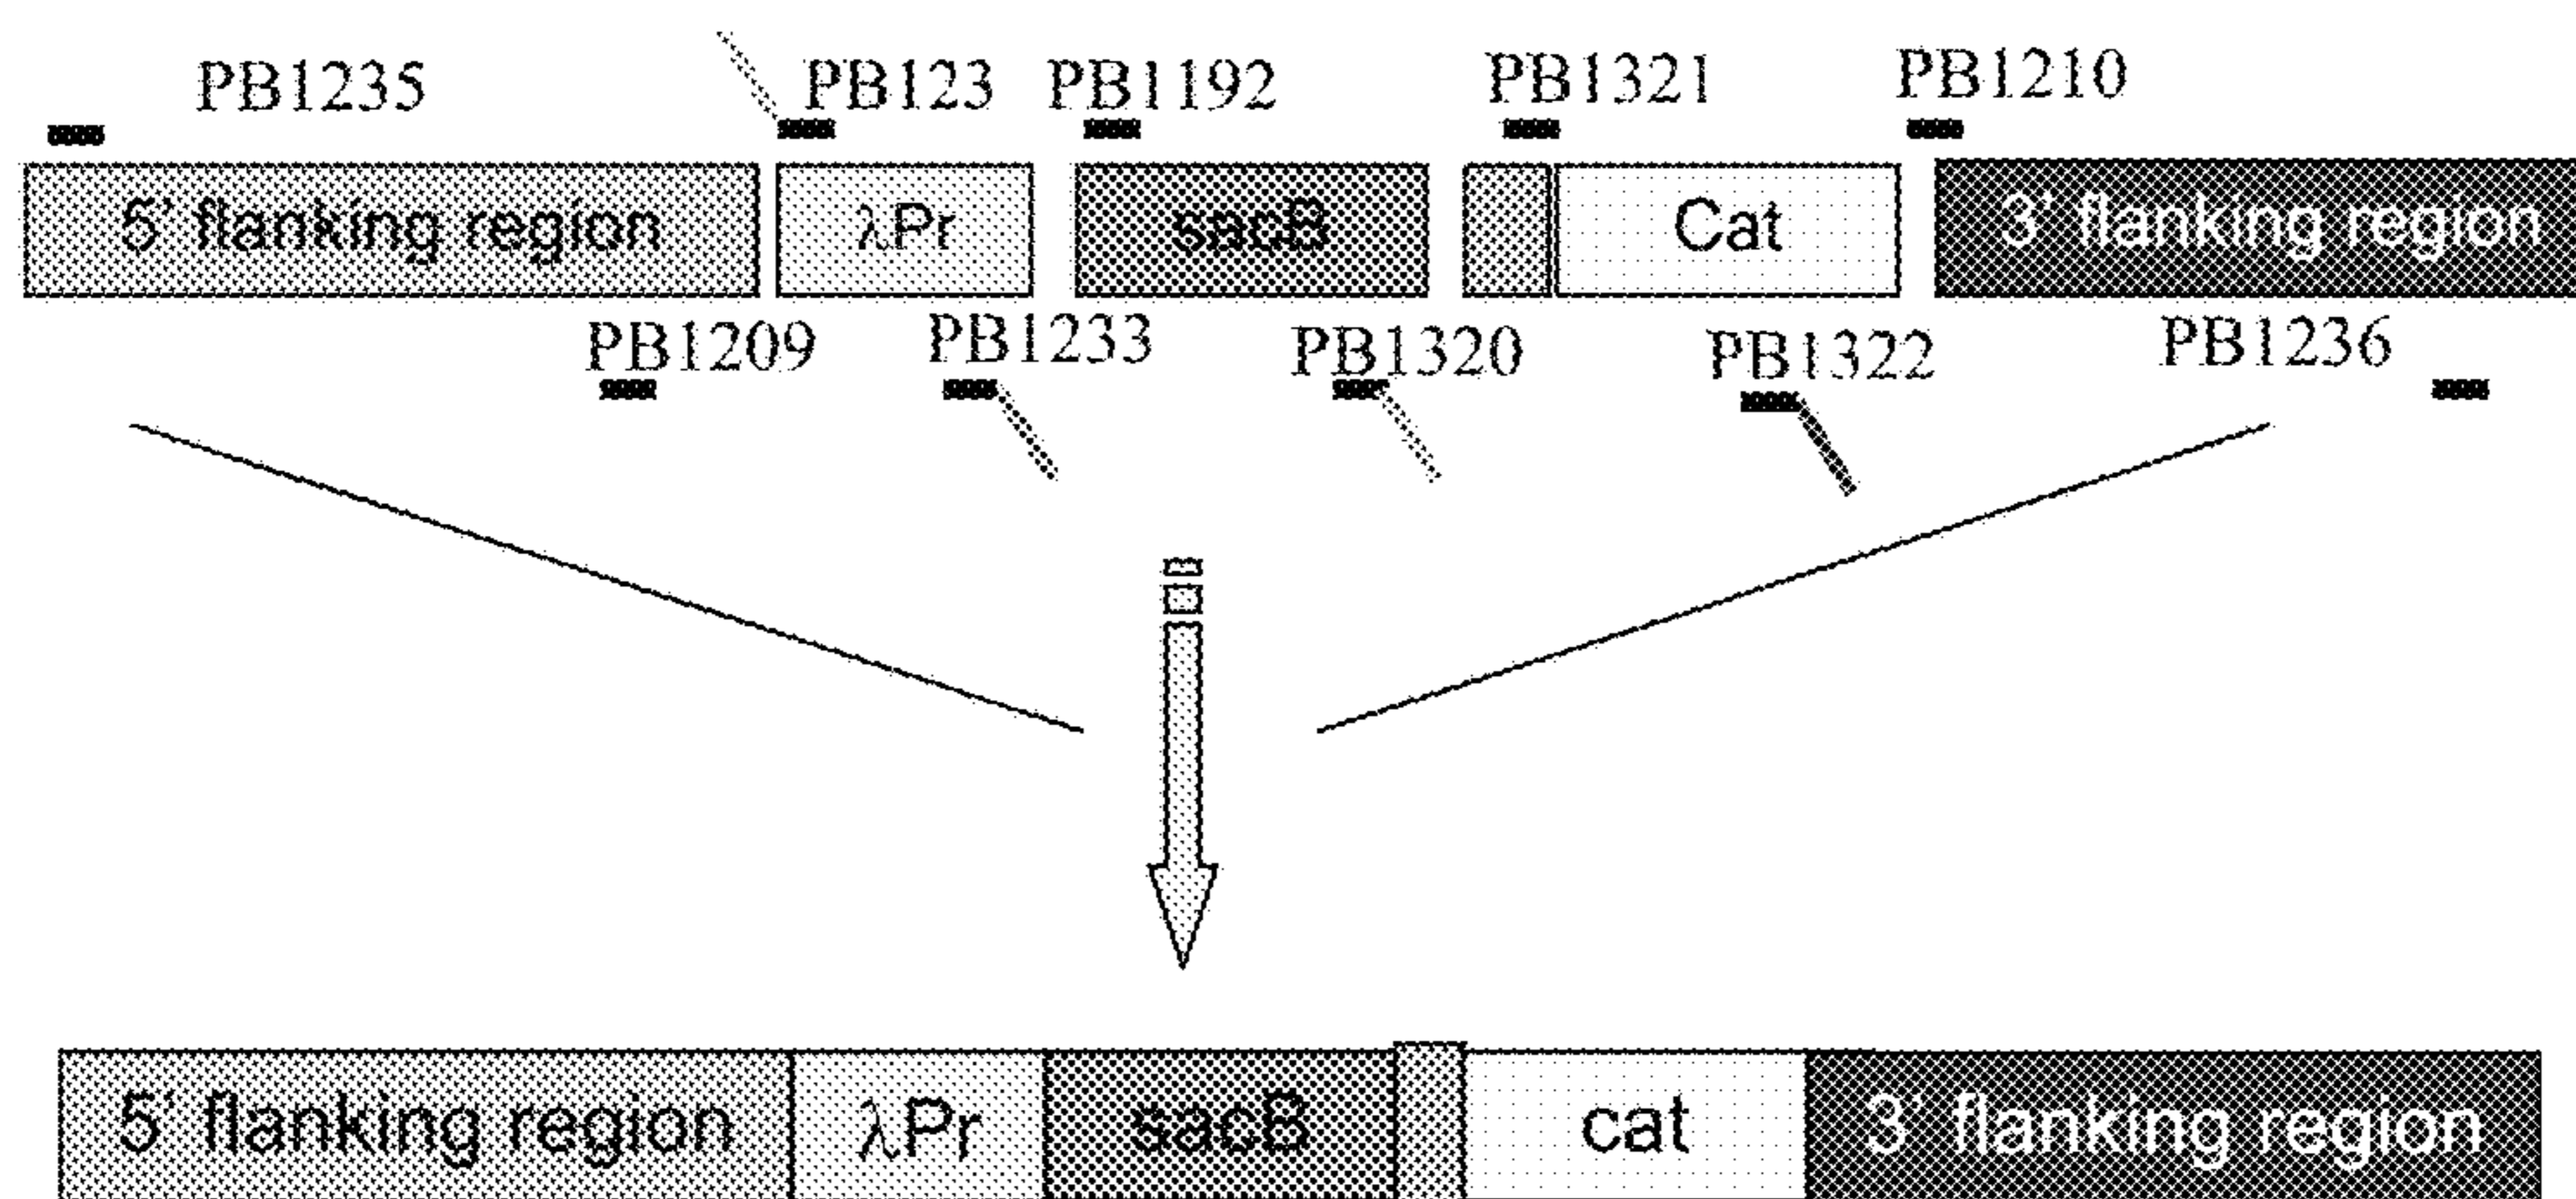 PB1235 PB123 PB1192 PB1321 PB1210
5' flanking region λPr sacB Cat 3' flanking region
PB1209 PB1233 PB1320 PB1322 PB1236
5' flanking region λPr sacB cat 3' flanking region